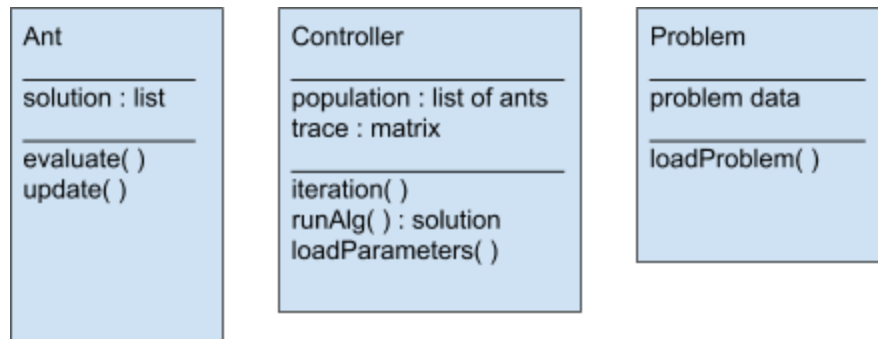 Ant
solution : list
evaluate( )
update( )
Controller
population : list of ants
trace : matrix
iteration( )
runAlg( ) : solution
loadParameters( )
Problem
problem data
loadProblem( )